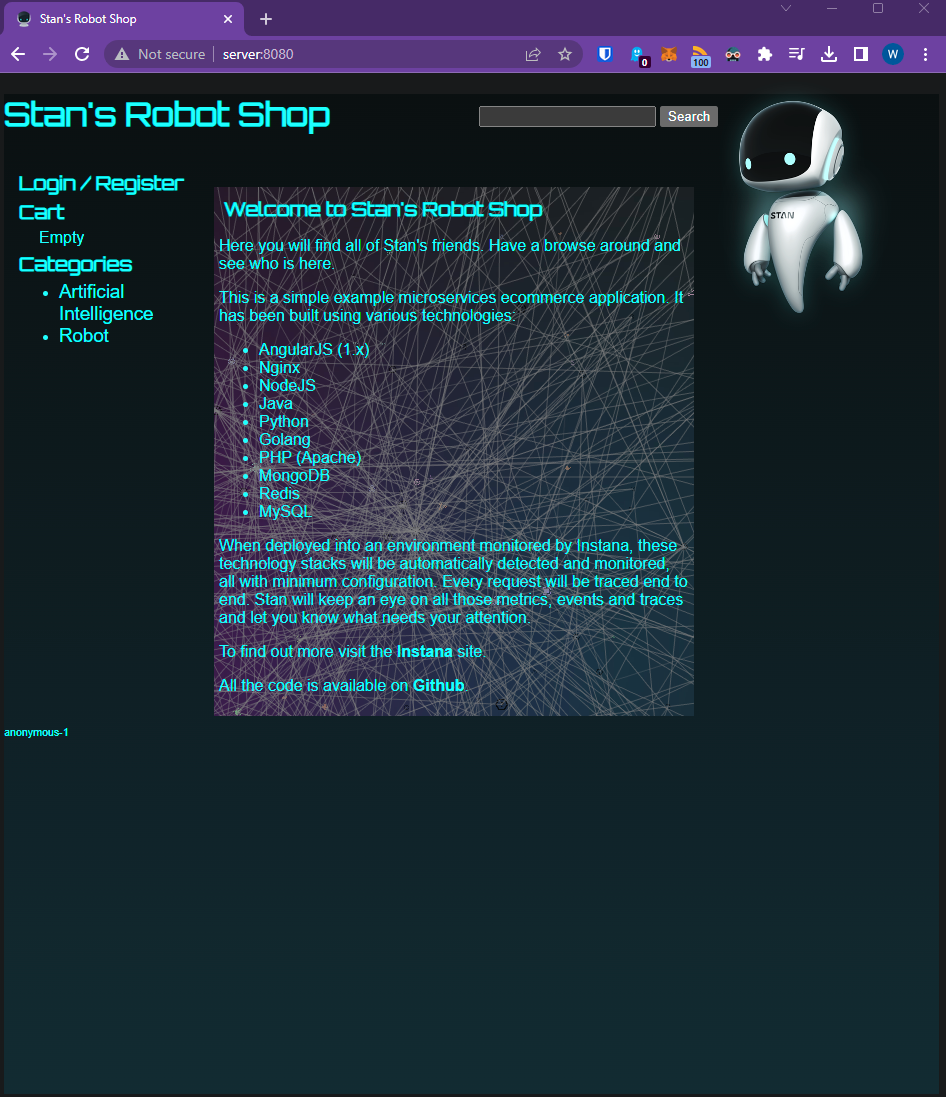 Stan's Robot Shop
Not secure
server:8080
0
100
W
Stan's Robot Shop
Search
STAN
Login / Register
Cart
Empty
Categories
• Artificial
Intelligence
• Robot
Welcome to Stan's Robot Shop
Here you will find all of Stan's friends. Have a browse around and
see who is here.
This is a simple example microservices ecommerce application. It
has been built using various technologies:
• AngularJS (1.x)
• Nginx
• NodeJS
• Java
• Python
• Golang
• PHP (Apache)
• MongoDB
• Redis
• MySQL
When deployed into an environment monitored by Instana, these
technology stacks will be automatically detected and monitored,
all with minimum configuration. Every request will be traced end to
end. Stan will keep an eye on all those metrics, events and traces
and let you know what needs your attention.
To find out more visit the Instana site.
All the code is available on Github.
anonymous-1